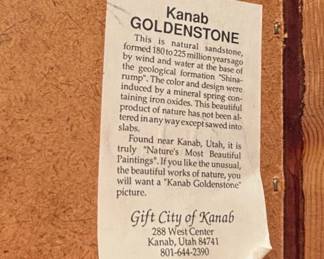 Kanab
GOLDENSTONE
This is natural sandstone,
formed 180 to 225 million years ago
by wind and water at the base of
the geological formation "Shina-
rump". The color and design were
induced by a mineral spring con-
taining iron oxides. This beautiful
product of nature has not been al-
tered in any way except sawed into
slabs.
Found near Kanab, Utah, it is
truly "Nature's Most Beautiful
Paintings". If you like the unusual,
the beautiful works of nature, you
will want a "Kanab Goldenstone"
picture.
Gift City of Kanab
288 West Center
Kanab, Utah 84741
801-644-2390